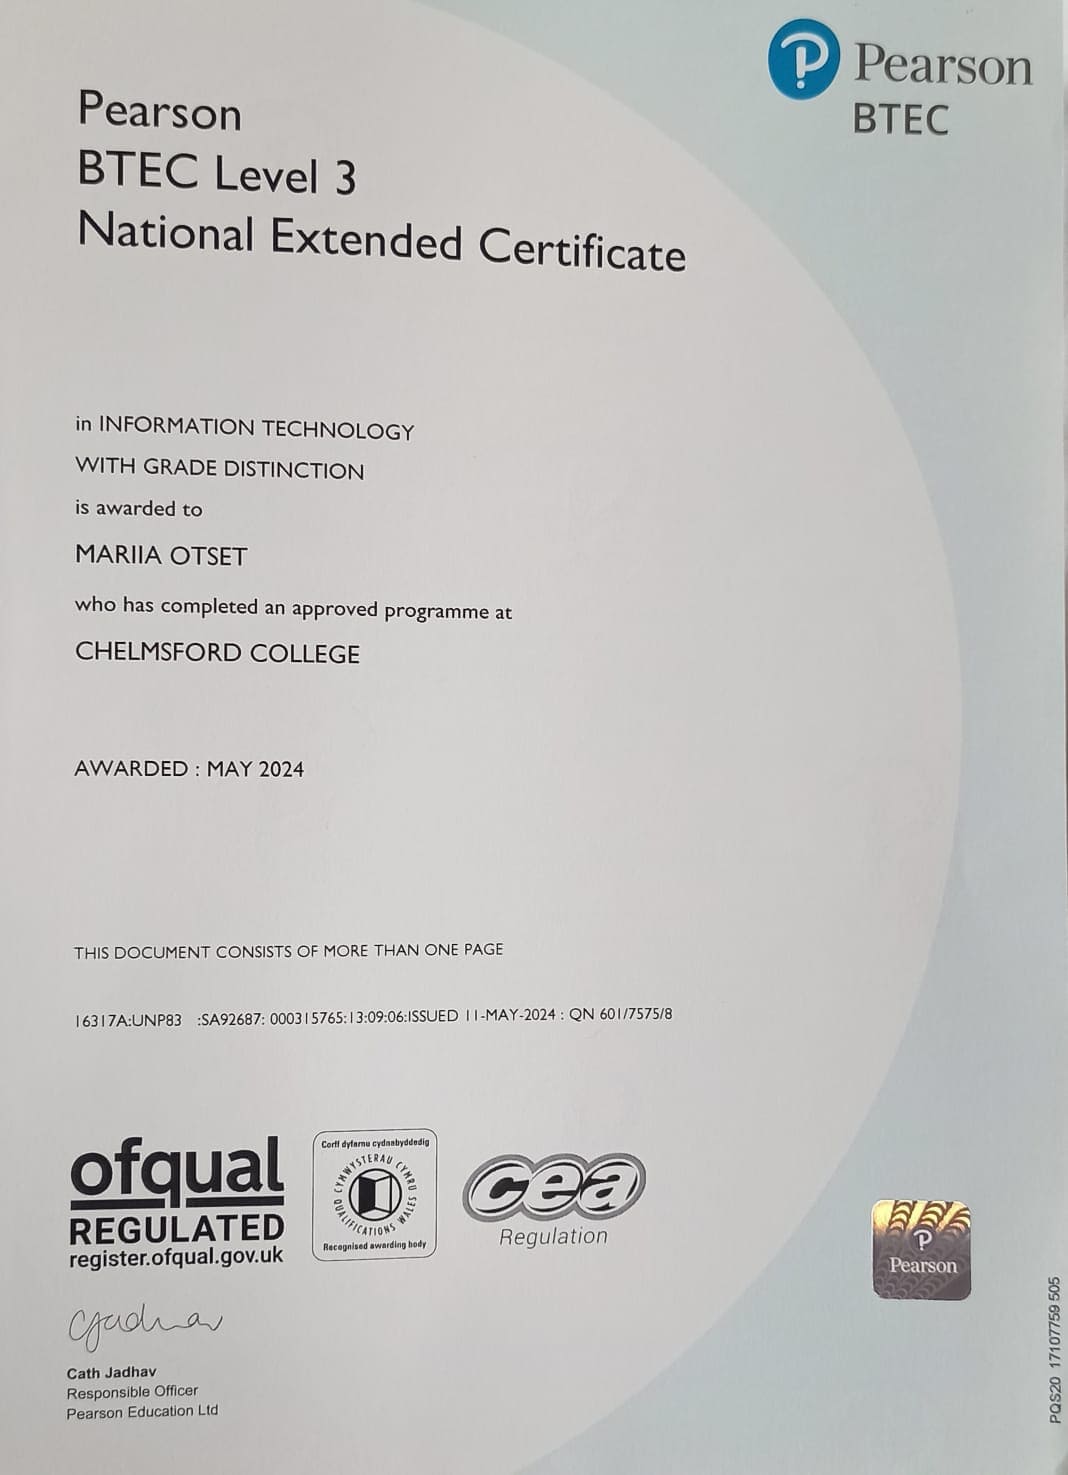 Pearson
BTEC
Pearson
BTEC Level 3
National Extended Certificate
in INFORMATION TECHNOLOGY
WITH GRADE DISTINCTION
is awarded to
MARIIA OTSET
who has completed an approved programme at
CHELMSFORD COLLEGE
AWARDED : MAY 2024
THIS DOCUMENT CONSISTS OF MORE THAN ONE PAGE
16317A:UNP83 :SA92687: 000315765:13:09:06:ISSUED 11-MAY-2024 : QN 601/7575/8
ofqual
REGULATED
register.ofqual.gov.uk
Corff dyfarnu cydnabyddedig
CYMWYSTERAU CYMRU
QUALIFICATIONS WALES
Recognised awarding body
cea
Regulation
Pearson
CJadhav
Cath Jadhav
Responsible Officer
Pearson Education Ltd
PQS20 17107759 505